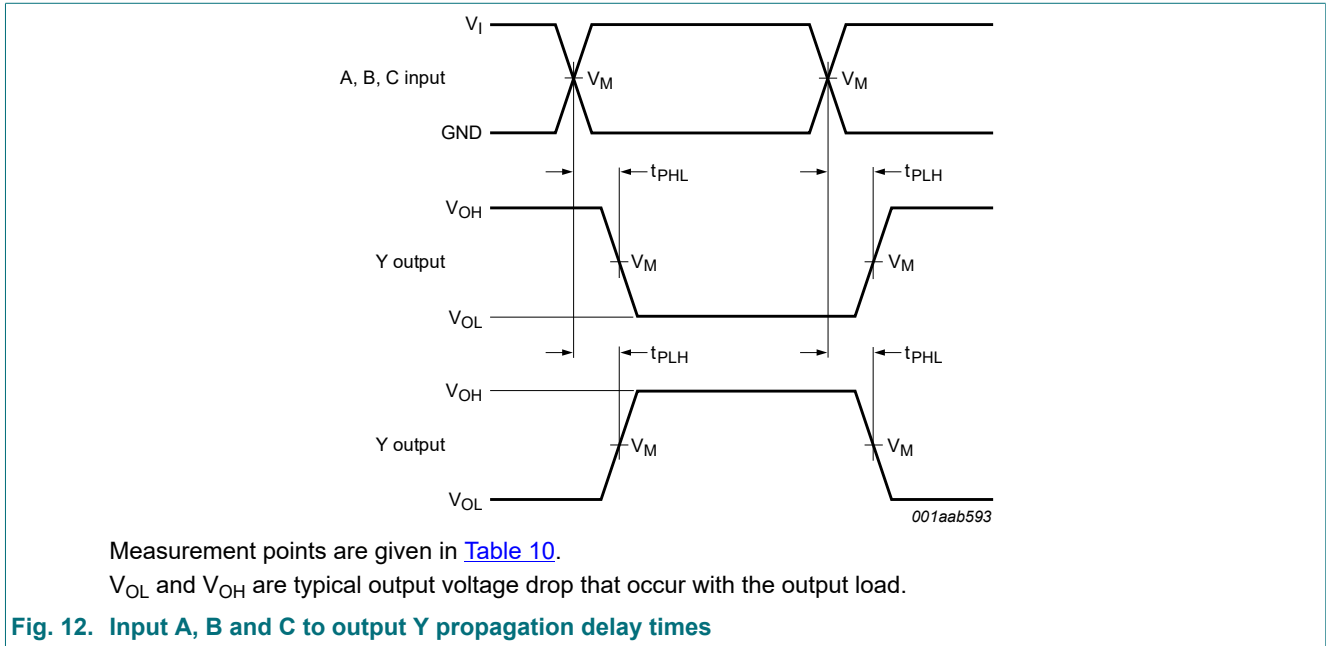 VI
A, B, C input
VM
VM
GND
tPHL
tPLH
VOH
Y output
VM
VM
VOL
tPLH
tPHL
VOH
Y output
VM
VM
VOL
001aab593
Measurement points are given in Table 10.
VOL and VOH are typical output voltage drop that occur with the output load.
Fig. 12. Input A, B and C to output Y propagation delay times